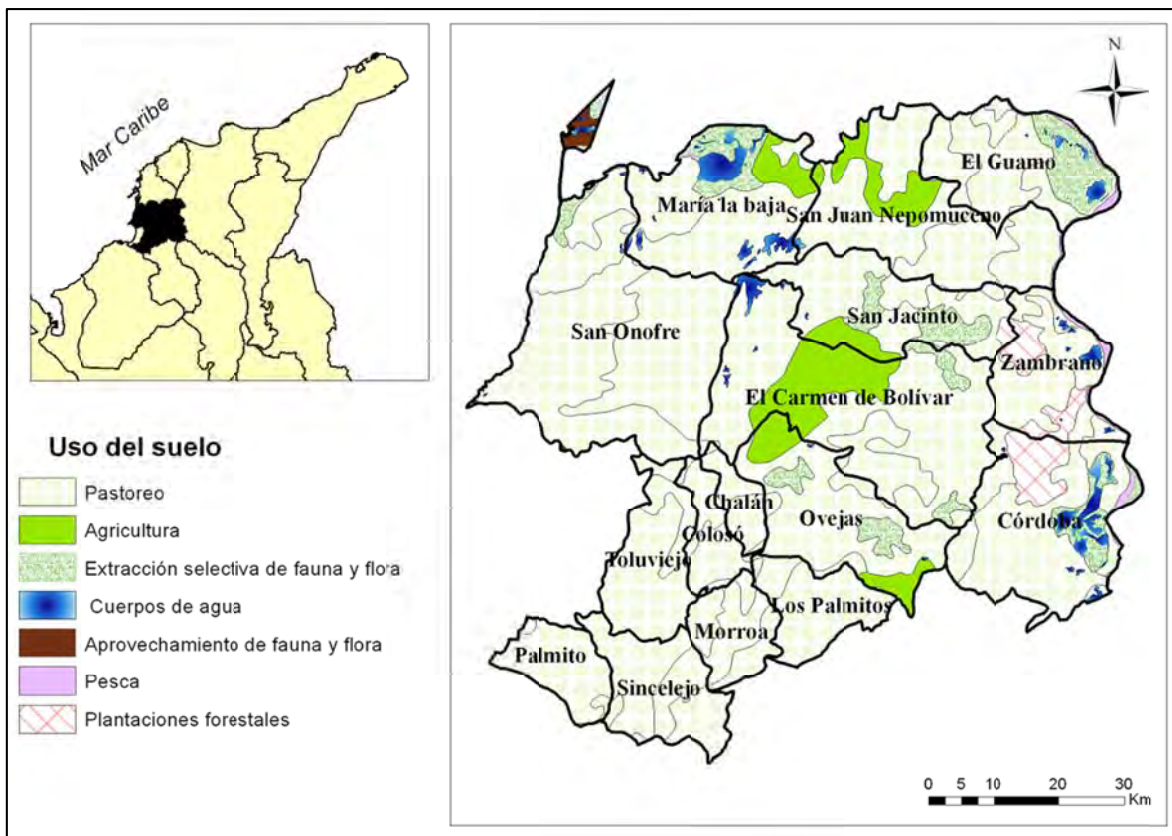 Mar Caribe
Uso del suelo
Pastoreo
Agricultura
Extracción selectiva de fauna y flora
Cuerpos de agua
Aprovechamiento de fauna y flora
Pesca
Plantaciones forestales
N
El Guamo
María la baja
San Juan Nepomuceno
San Jacinto
San Onofre
Zambrano
El Carmen de Bolívar
Chalán
Ovejas
Córdoba
Colosó
Toluviejo
Los Palmitos
Morroa
Palmito
Sincelejo
0 5 10 20 30
Km